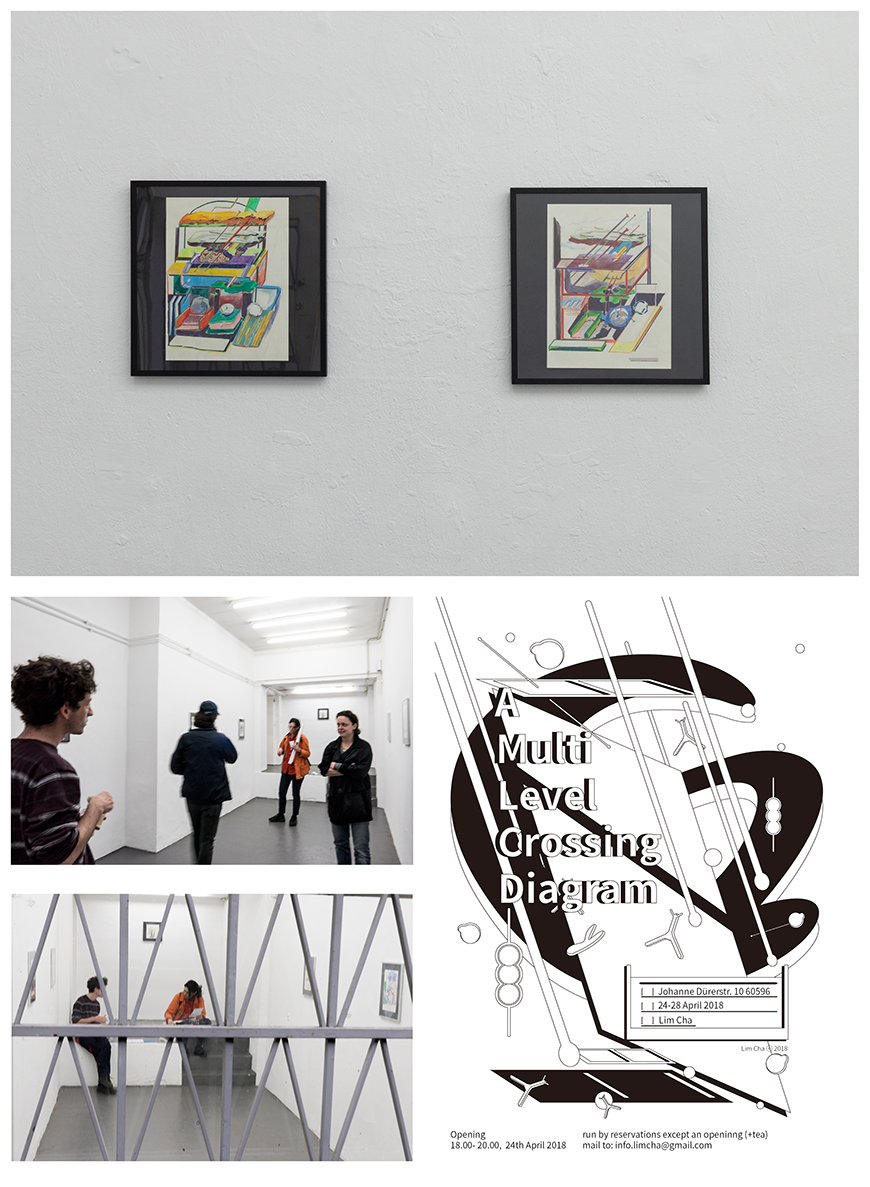 A
Multi
Level
Crossing
Diagram
[ ] Johanne Dürerstr. 10 60596
[ ] 24-28 April 2018
[ ] Lim Cha
Lim Cha ⓒ 2018
Opening
18.00- 20.00, 24th April 2018
run by reservations except an openinng (+tea)
mail to: info.limcha@gmail.com